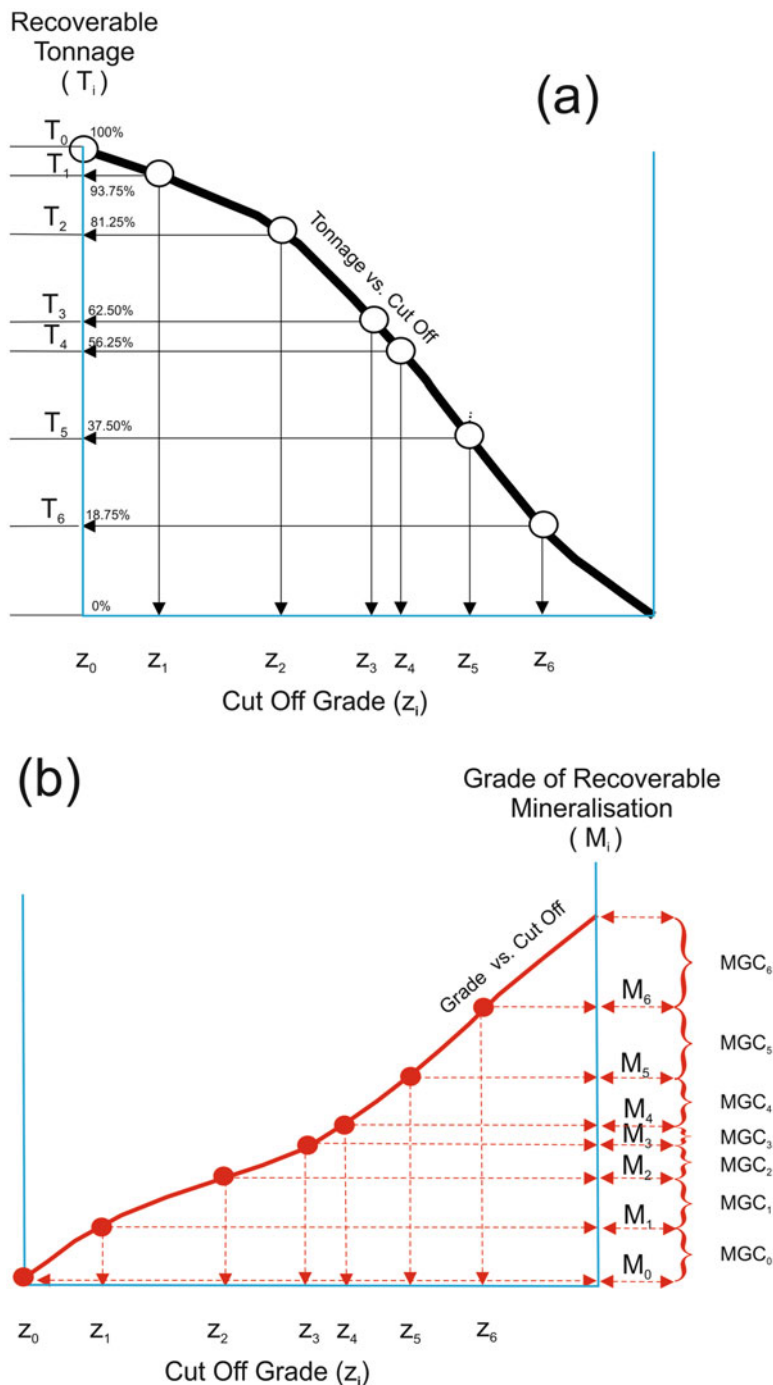 Recoverable
Tonnage
( Tᵢ )
(a)
T₀ 100%
T₁ 93.75%
T₂ 81.25%
T₃ 62.50%
T₄ 56.25%
T₅ 37.50%
T₆ 18.75%
0%
Tonnage vs. Cut Off
...
z₀ z₁ z₂ z₃ z₄ z₅ z₆
Cut Off Grade (zᵢ)
(b)
Grade of Recoverable
Mineralisation
( Mᵢ )
Grade vs. Cut Off
MGC₆
M₆
MGC₅
M₅
MGC₄
M₄
MGC₃
M₃
MGC₂
M₂
MGC₁
M₁
MGC₀
M₀
z₀ z₁ z₂ z₃ z₄ z₅ z₆
Cut Off Grade (zᵢ)